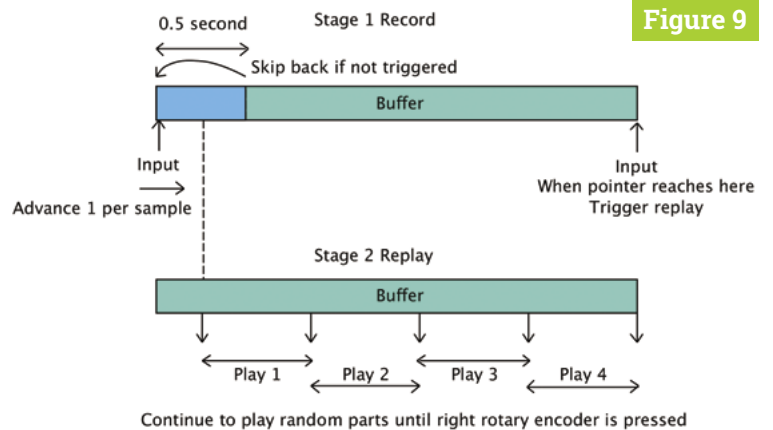 Figure 9
Stage 1 Record
0.5 second
Skip back if not triggered
Buffer
Input
Advance 1 per sample
Input
When pointer reaches here
Trigger replay
Stage 2 Replay
Buffer
Play 1
Play 2
Play 3
Play 4
Continue to play random parts until right rotary encoder is pressed